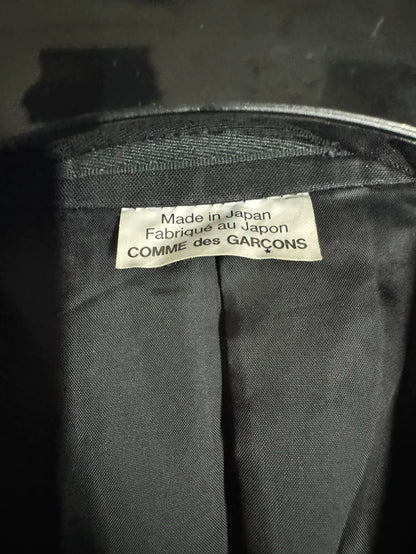 Made in Japan
Fabriqué au Japon
COMME des GARÇONS